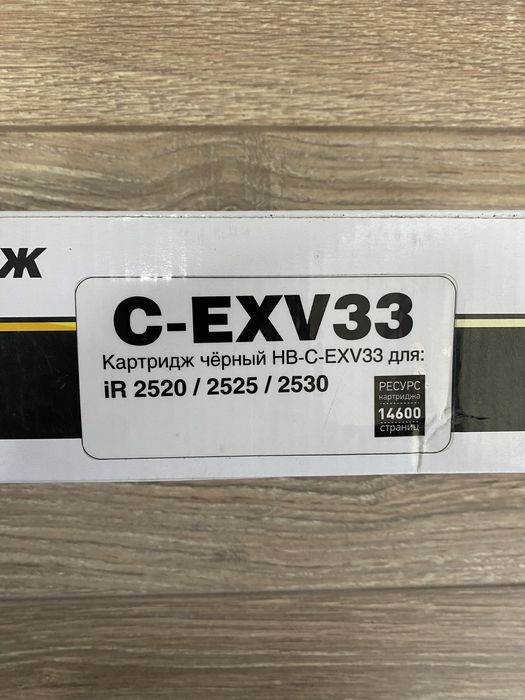 Ж
C-EXV33
Картридж чёрный HB-C-EXV33 для:
iR 2520 / 2525 / 2530
РЕСУРС
картриджа
14600
страниц